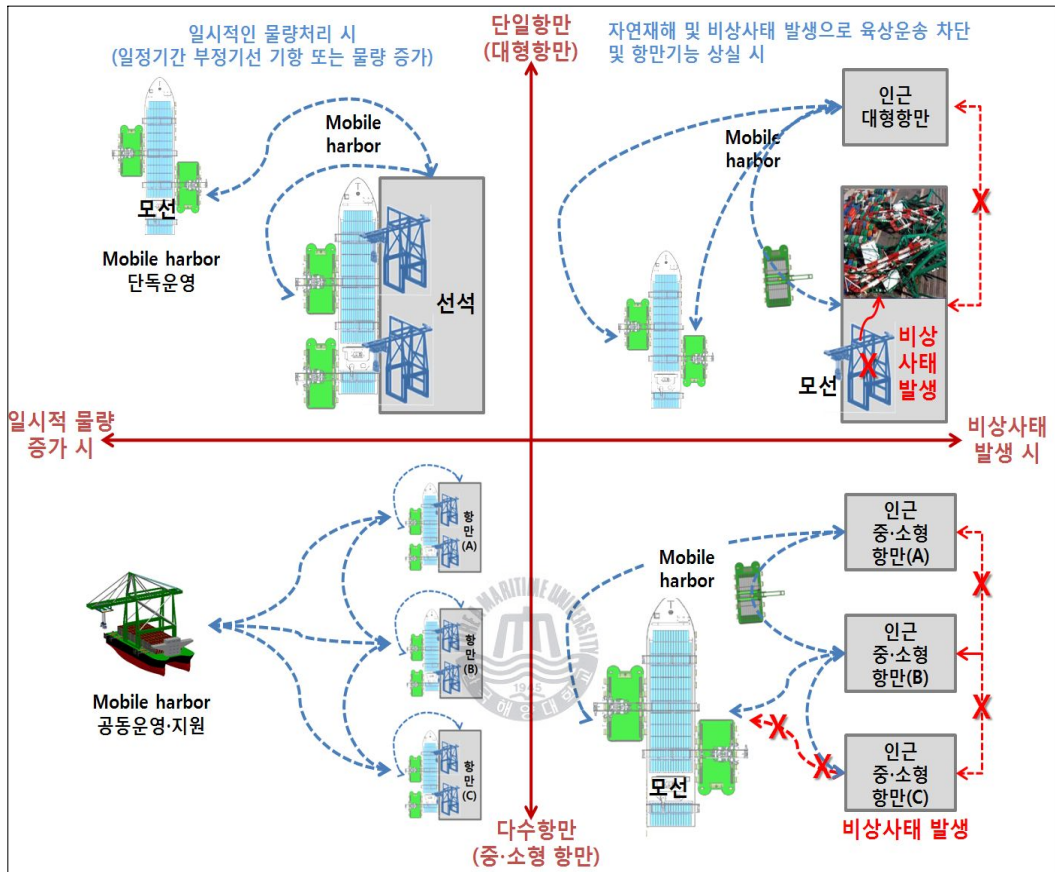 단일항만
(대형항만)
일시적인 물량처리 시
(일정기간 부정기선 기항 또는 물량 증가)
Mobile
harbor
모선
Mobile harbor
단독운영
선석
자연재해 및 비상사태 발생으로 육상운송 차단
및 항만기능 상실 시
인근
대형항만
Mobile
harbor
X
비상
사태
발생
X
모선
일시적 물량
증가 시
비상사태
발생 시
항만
(A)
항만
(B)
항만
(C)
Mobile harbor
공동운영·지원
Mobile
harbor
모선
인근
중·소형
항만(A)
X
인근
중·소형
항만(B)
X
X
X
인근
중·소형
항만(C)
비상사태 발생
MARITIME UNIVERSITY
1945
해양대학교
다수항만
(중·소형 항만)